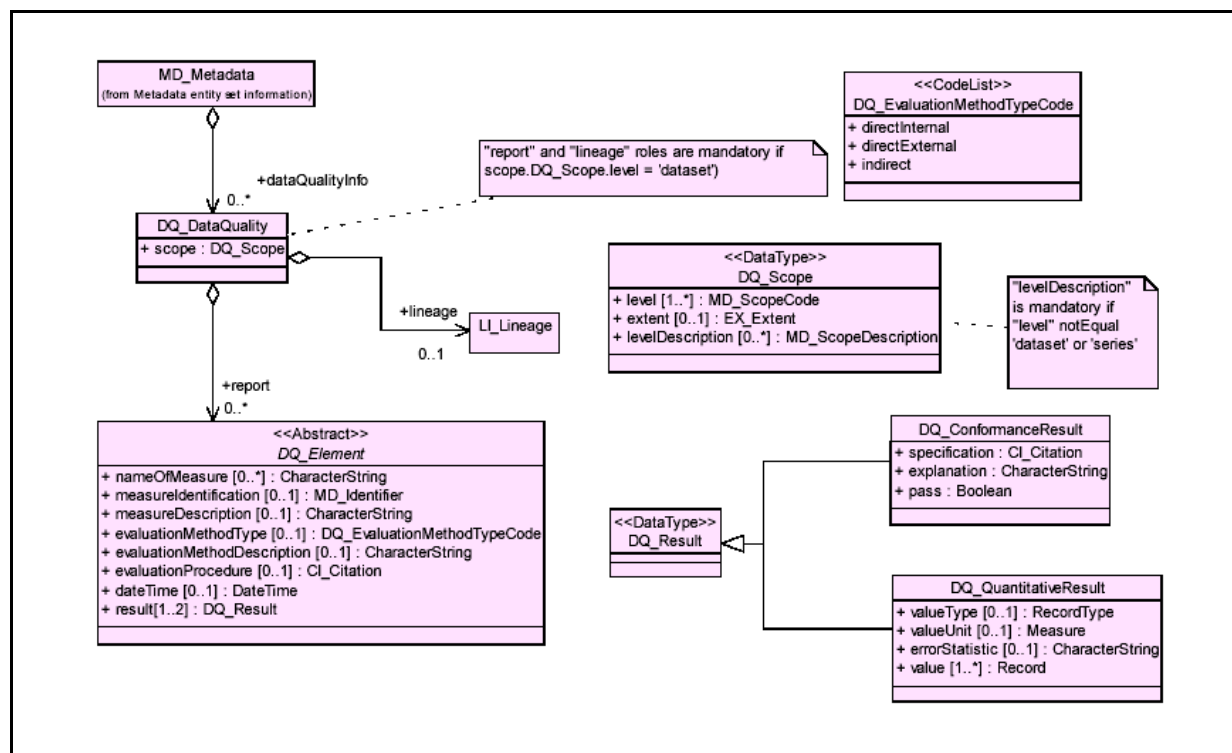 MD_Metadata
(from Metadata entity set information)
<<CodeList>>
DQ_EvaluationMethodTypeCode
+ directInternal
+ directExternal
+ indirect
"report" and "lineage" roles are mandatory if
scope.DQ_Scope.level = 'dataset')
+dataQualityInfo
0..*
DQ_DataQuality
+ scope : DQ_Scope
+lineage
0..1
LI_Lineage
<<DataType>>
DQ_Scope
+ level [1..*] : MD_ScopeCode
+ extent [0..1] : EX_Extent
+ levelDescription [0..*] : MD_ScopeDescription
"levelDescription"
is mandatory if
"level" notEqual
'dataset' or 'series'
+report
0..*
<<Abstract>>
DQ_Element
+ nameOfMeasure [0..*] : CharacterString
+ measureIdentification [0..1] : MD_Identifier
+ measureDescription [0..1] : CharacterString
+ evaluationMethodType [0..1] : DQ_EvaluationMethodTypeCode
+ evaluationMethodDescription [0..1] : CharacterString
+ evaluationProcedure [0..1] : CI_Citation
+ dateTime [0..1] : DateTime
+ result[1..2] : DQ_Result
<<DataType>>
DQ_Result
DQ_ConformanceResult
+ specification : CI_Citation
+ explanation : CharacterString
+ pass : Boolean
DQ_QuantitativeResult
+ valueType [0..1] : RecordType
+ valueUnit [0..1] : Measure
+ errorStatistic [0..1] : CharacterString
+ value [1..*] : Record